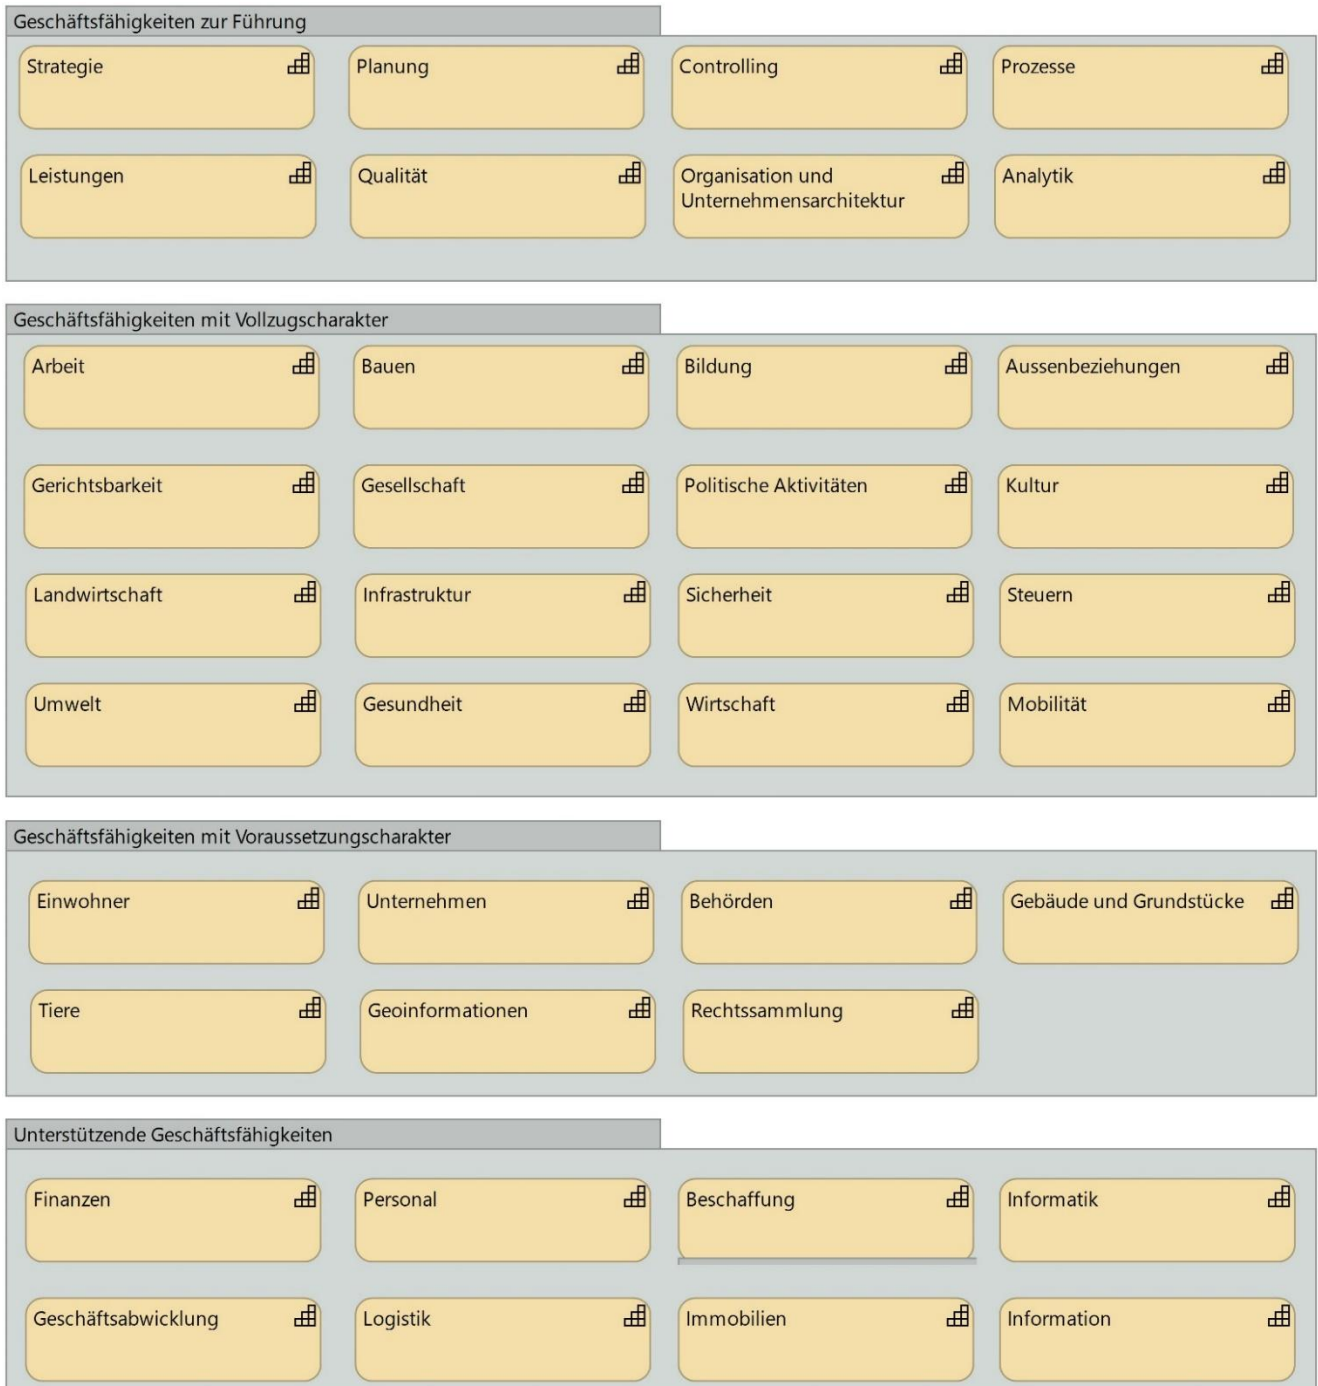 Geschäftsfähigkeiten zur Führung
Strategie
Planung
Controlling
Prozesse
Leistungen
Qualität
Organisation und
Unternehmensarchitektur
Analytik
Geschäftsfähigkeiten mit Vollzugscharakter
Arbeit
Bauen
Bildung
Aussenbeziehungen
Gerichtsbarkeit
Gesellschaft
Politische Aktivitäten
Kultur
Landwirtschaft
Infrastruktur
Sicherheit
Steuern
Umwelt
Gesundheit
Wirtschaft
Mobilität
Geschäftsfähigkeiten mit Voraussetzungscharakter
Einwohner
Unternehmen
Behörden
Gebäude und Grundstücke
Tiere
Geoinformationen
Rechtssammlung
Unterstützende Geschäftsfähigkeiten
Finanzen
Personal
Beschaffung
Informatik
Geschäftsabwicklung
Logistik
Immobilien
Information